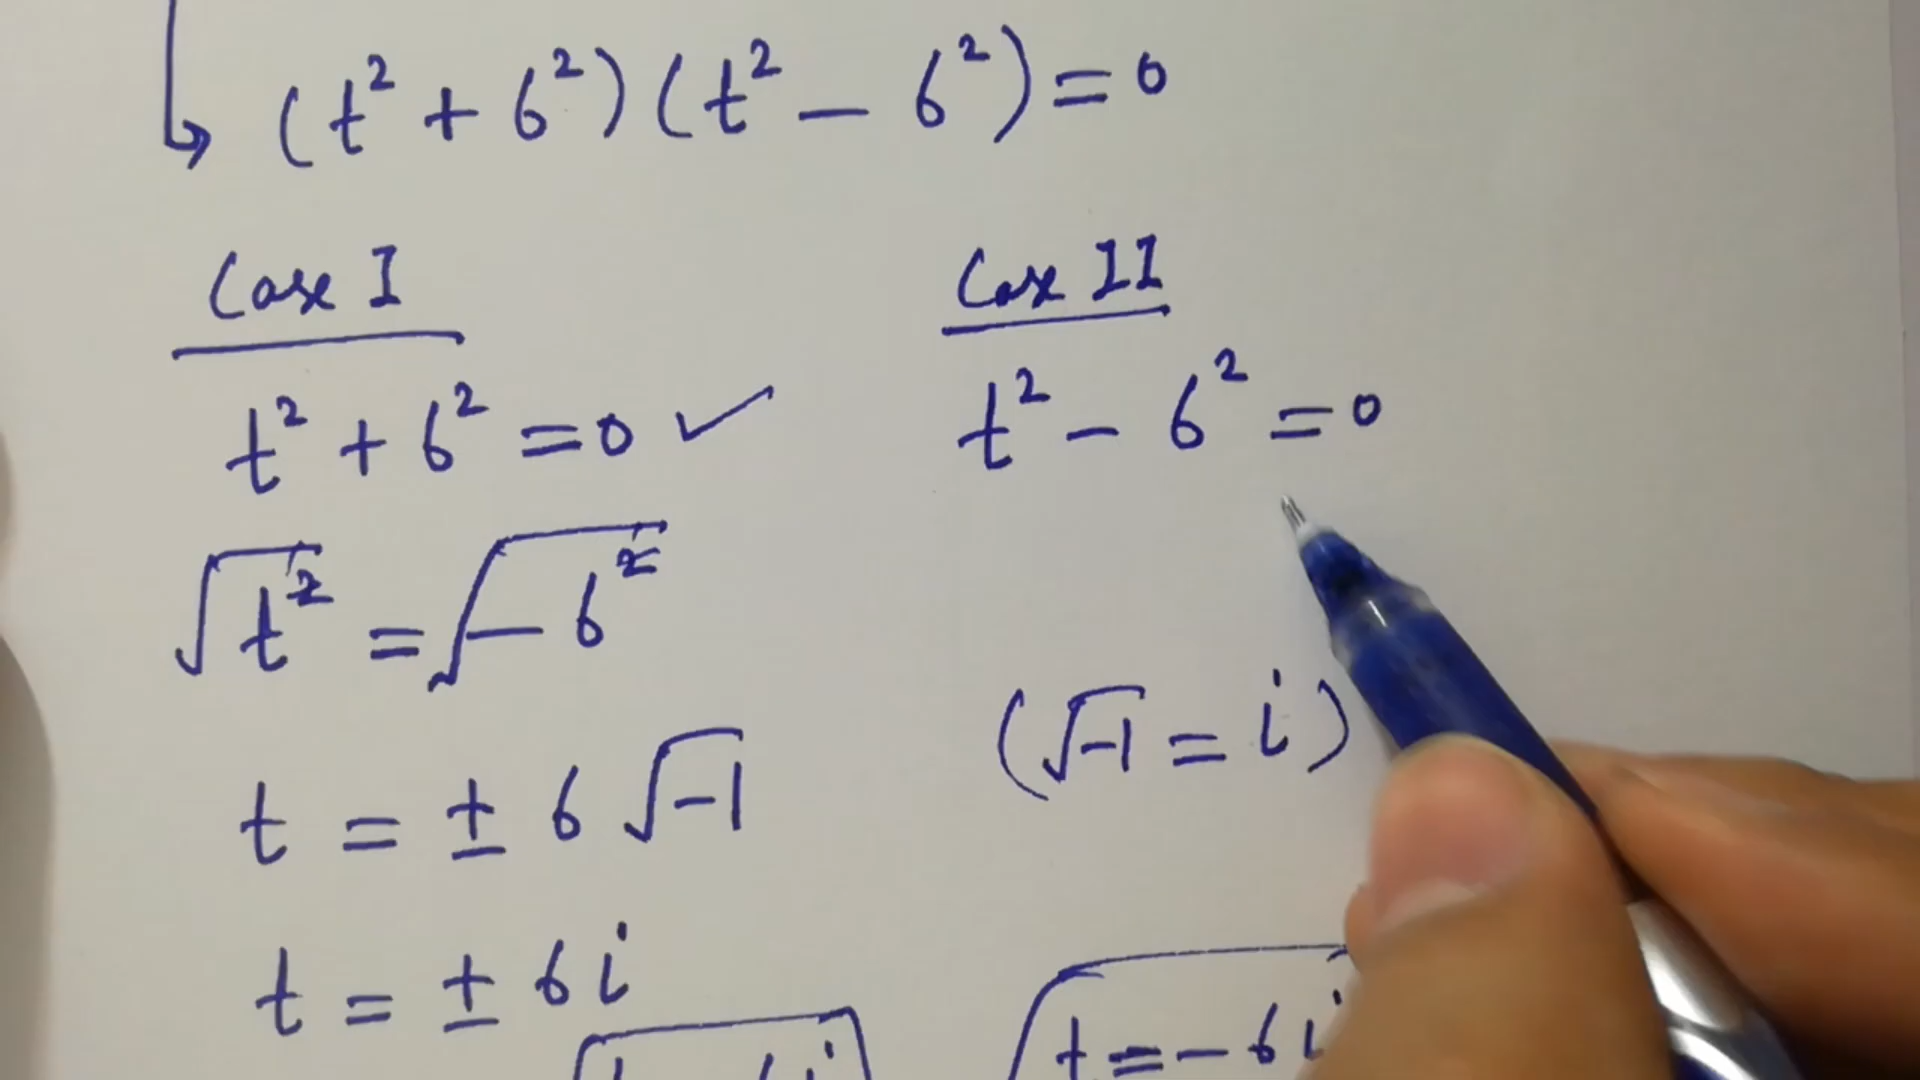 (t² + 6²)(t² − 6²) = 0
Case I
t² + 6² = 0 ✓
√t² = √−6²
t = ± 6 √−1
t = ± 6i
Case II
t² − 6² = 0
(√−1 = i)
t = − 6i